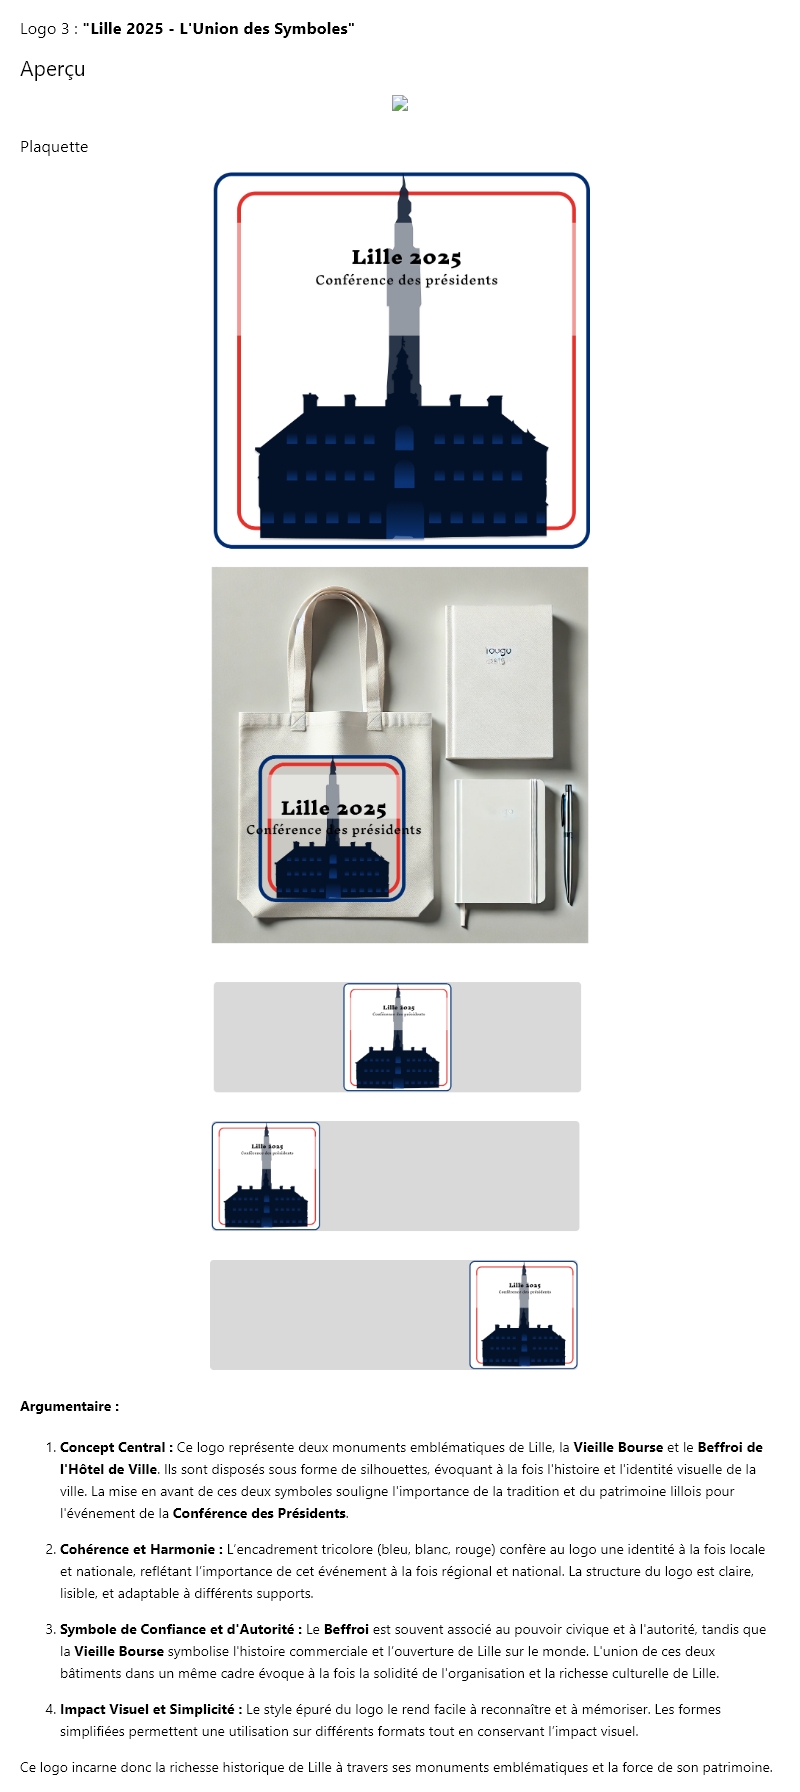 Logo 3 : "Lille 2025 - L'Union des Symboles"
Aperçu
Plaquette
Lille 2025
Conférence des présidents
Lille 2025
Conférence des présidents
Lille 2025
Conférence des présidents
Lille 2025
Conférence des présidents
Lille 2025
Conférence des présidents
Argumentaire :
1. Concept Central : Ce logo représente deux monuments emblématiques de Lille, la Vieille Bourse et le Beffroi de
l'Hôtel de Ville. Ils sont disposés sous forme de silhouettes, évoquant à la fois l'histoire et l'identité visuelle de la
ville. La mise en avant de ces deux symboles souligne l'importance de la tradition et du patrimoine lillois pour
l'événement de la Conférence des Présidents.
2. Cohérence et Harmonie : L'encadrement tricolore (bleu, blanc, rouge) confère au logo une identité à la fois locale
et nationale, reflétant l'importance de cet événement à la fois régional et national. La structure du logo est claire,
lisible, et adaptable à différents supports.
3. Symbole de Confiance et d'Autorité : Le Beffroi est souvent associé au pouvoir civique et à l'autorité, tandis que
la Vieille Bourse symbolise l'histoire commerciale et l'ouverture de Lille sur le monde. L'union de ces deux
bâtiments dans un même cadre évoque à la fois la solidité de l'organisation et la richesse culturelle de Lille.
4. Impact Visuel et Simplicité : Le style épuré du logo le rend facile à reconnaître et à mémoriser. Les formes
simplifiées permettent une utilisation sur différents formats tout en conservant l'impact visuel.
Ce logo incarne donc la richesse historique de Lille à travers ses monuments emblématiques et la force de son patrimoine.